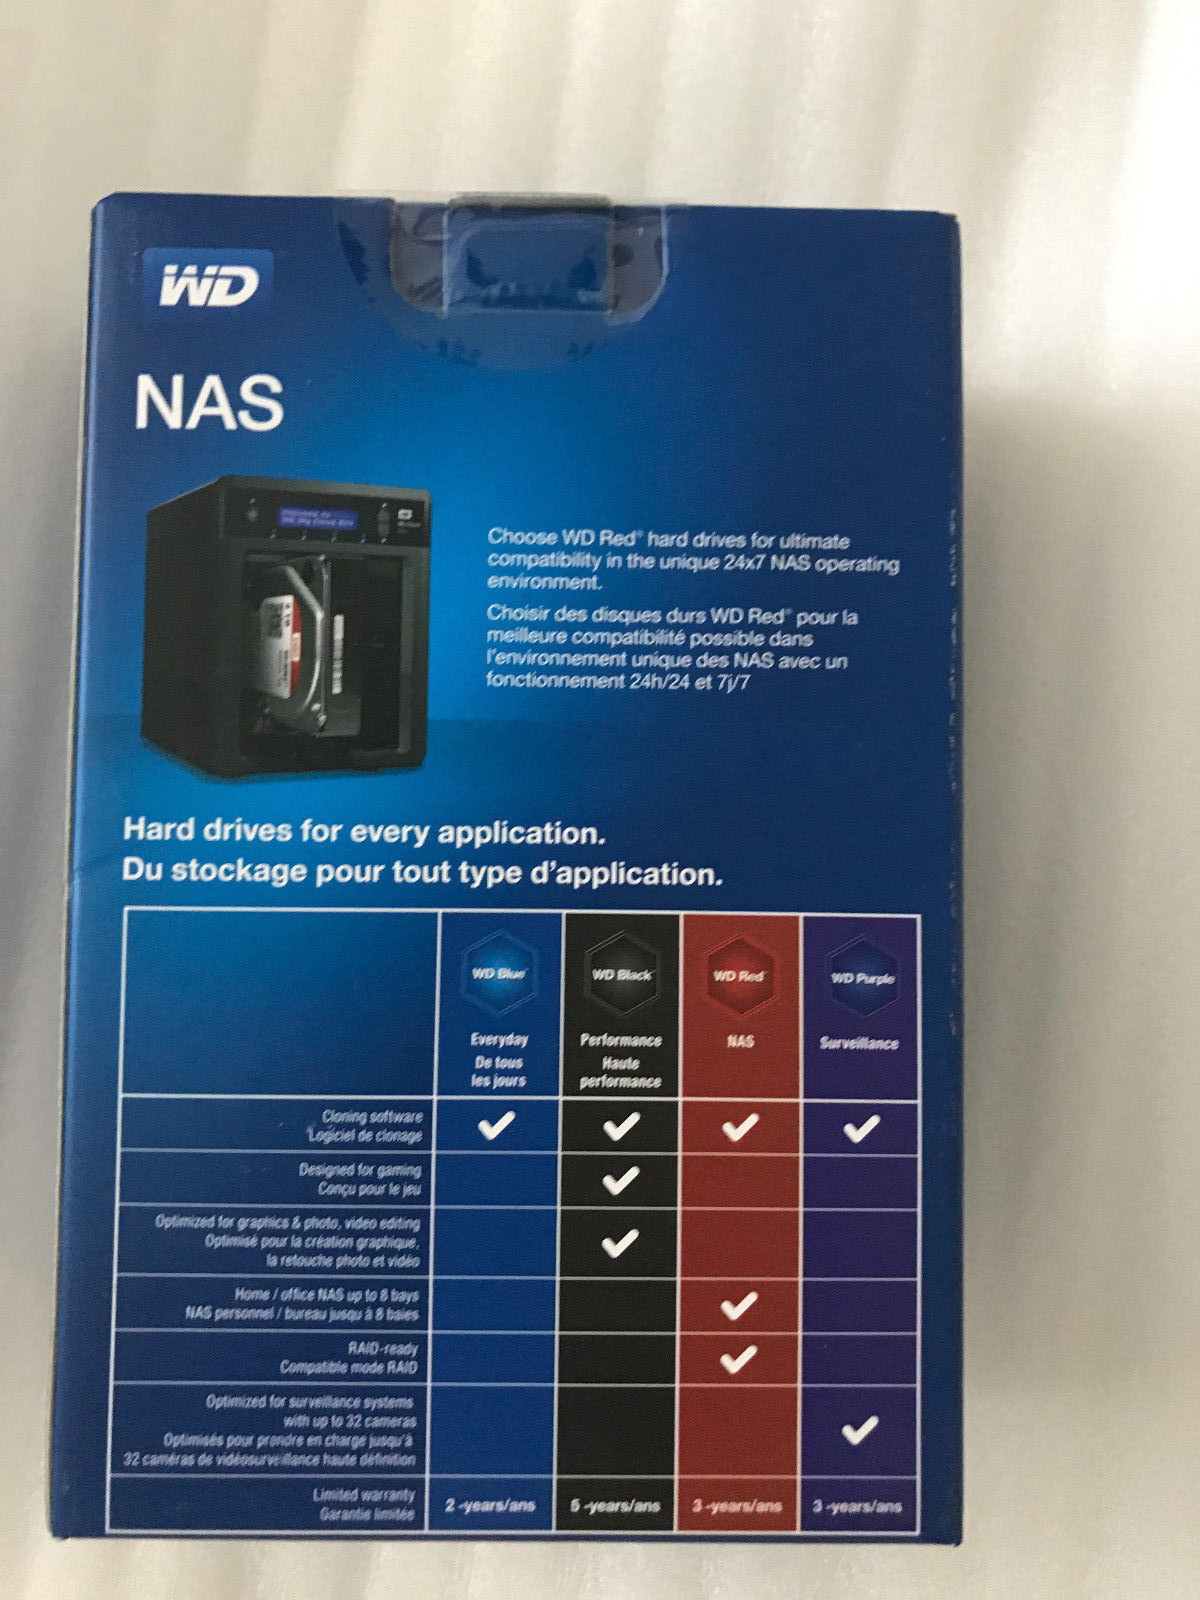 WD
NAS
Choose WD Red® hard drives for ultimate
compatibility in the unique 24x7 NAS operating
environment.
Choisir des disques durs WD Red® pour la
meilleure compatibilité possible dans
l'environnement unique des NAS avec un
fonctionnement 24h/24 et 7j/7
Hard drives for every application.
Du stockage pour tout type d'application.
WD Blue WD Black WD Red WD Purple
Everyday Performance NAS Surveillance
De tous Haute
les jours performance
Cloning software
Logiciel de clonage
Designed for gaming
Conçu pour le jeu
Optimized for graphics & photo, video editing
Optimisé pour la création graphique,
la retouche photo et vidéo
Home / office NAS up to 8 bays
NAS personnel / bureau jusqu à 8 baies
RAID-ready
Compatible mode RAID
Optimized for surveillance systems
with up to 32 cameras
Optimisés pour prendre en charge jusqu'à
32 caméras de vidéosurveillance haute définition
Limited warranty
Garantie limitée
2 -years/ans 5 -years/ans 3 -years/ans 3 -years/ans